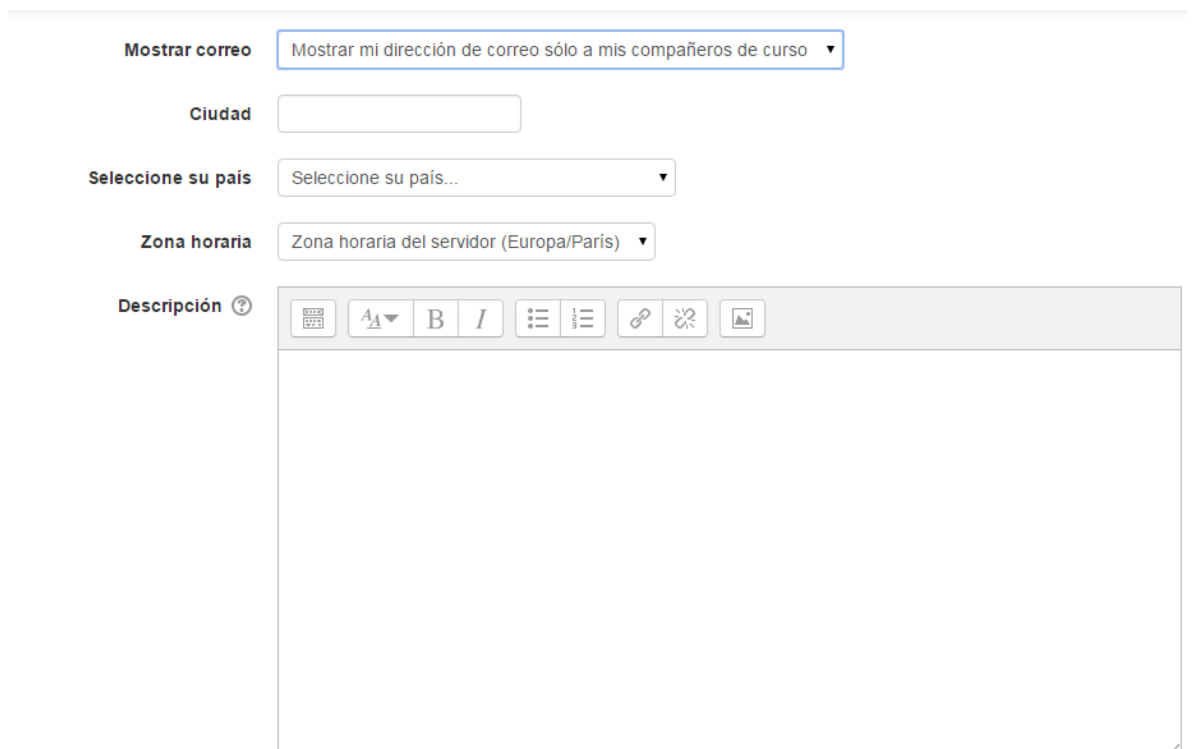 Mostrar correo Mostrar mi dirección de correo sólo a mis compañeros de curso
Ciudad
Seleccione su país Seleccione su país...
Zona horaria Zona horaria del servidor (Europa/París)
Descripción